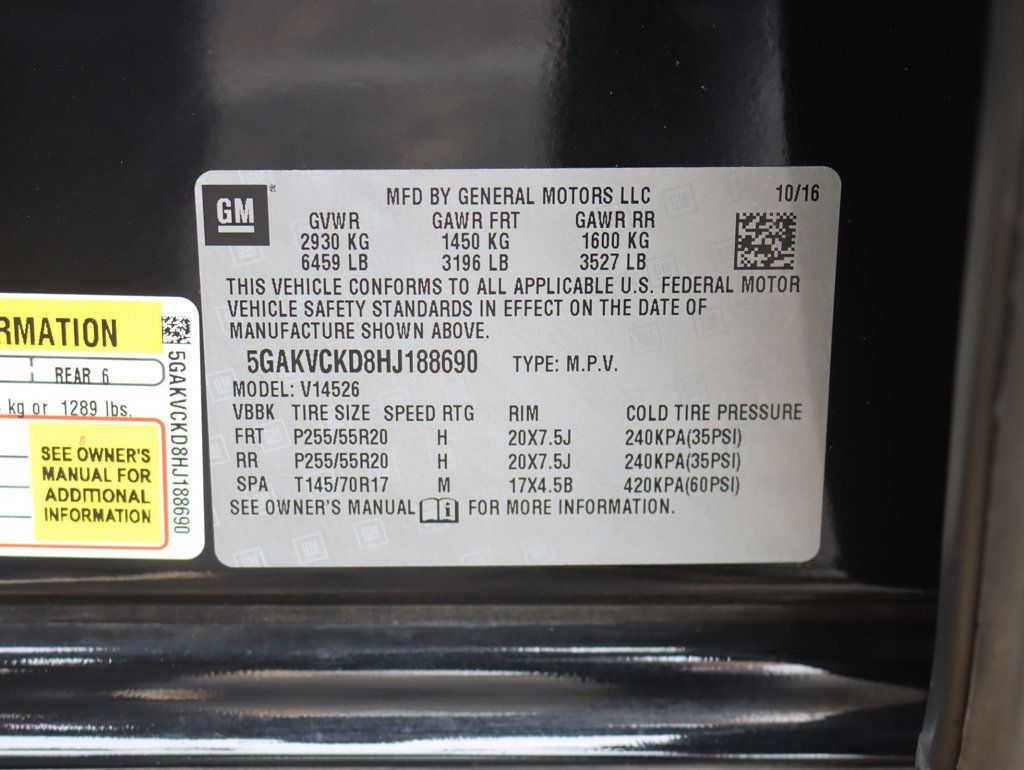 GM
MFD BY GENERAL MOTORS LLC 10/16
GVWR GAWR FRT GAWR RR
2930 KG 1450 KG 1600 KG
6459 LB 3196 LB 3527 LB
THIS VEHICLE CONFORMS TO ALL APPLICABLE U.S. FEDERAL MOTOR
VEHICLE SAFETY STANDARDS IN EFFECT ON THE DATE OF
MANUFACTURE SHOWN ABOVE.
5GAKVCKD8HJ188690 TYPE: M.P.V.
MODEL: V14526
VBBK TIRE SIZE SPEED RTG RIM COLD TIRE PRESSURE
FRT P255/55R20 H 20X7.5J 240KPA(35PSI)
RR P255/55R20 H 20X7.5J 240KPA(35PSI)
SPA T145/70R17 M 17X4.5B 420KPA(60PSI)
SEE OWNER'S MANUAL i FOR MORE INFORMATION.
RMATION
REAR 6
kg or 1289 lbs.
SEE OWNER'S
MANUAL FOR
ADDITIONAL
INFORMATION
5GAKVCKD8HJ188690